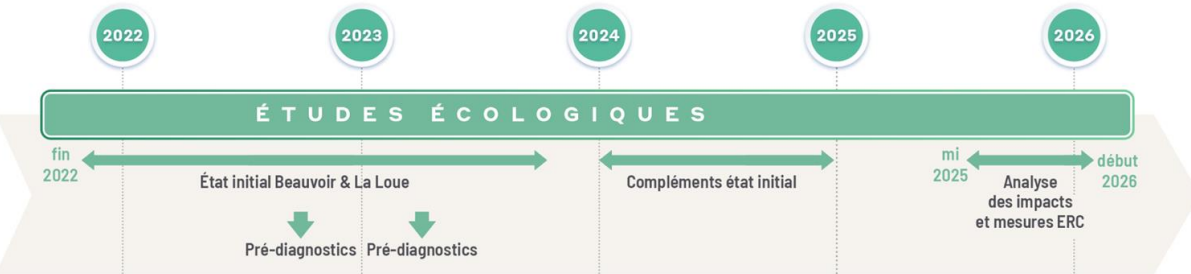 2022
2023
2024
2025
2026
ÉTUDES ÉCOLOGIQUES
fin
2022
État initial Beauvoir & La Loue
Pré-diagnostics
Pré-diagnostics
Compléments état initial
mi
2025
Analyse
des impacts
et mesures ERC
début
2026